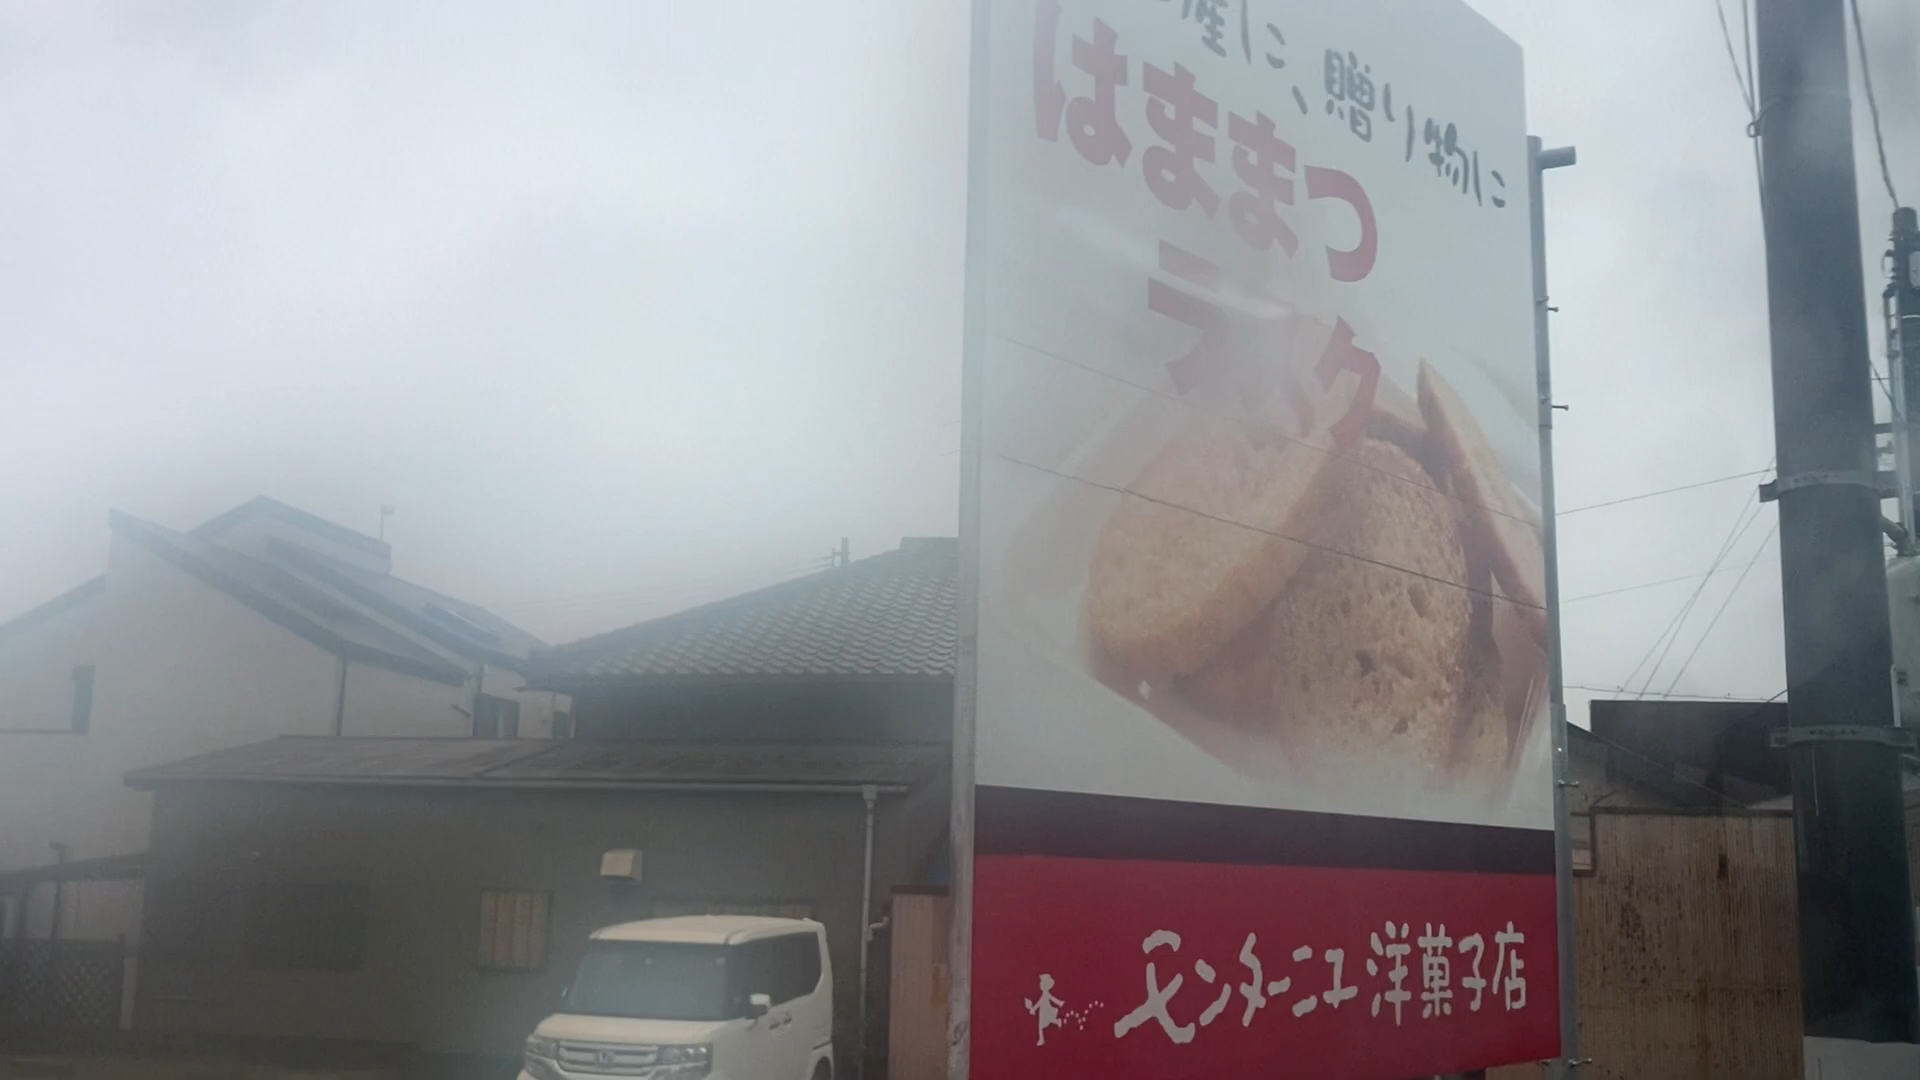 産に、贈り物に
はままつ
ラスク
モンターニュ洋菓子店